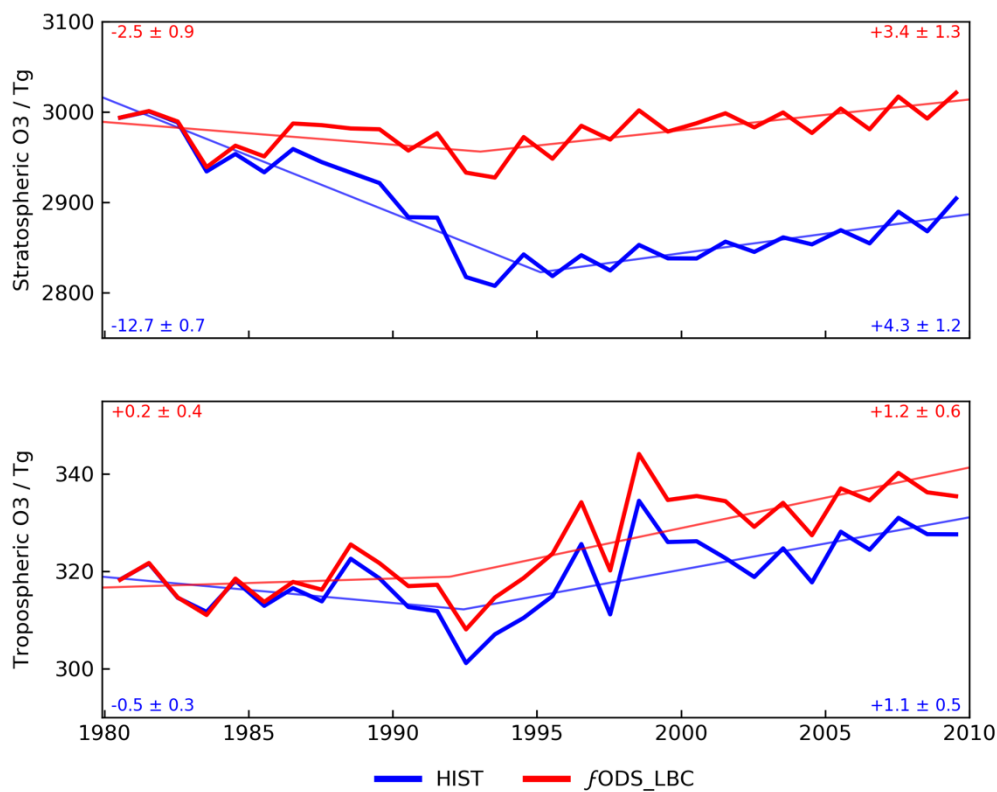 3100
-2.5 ± 0.9
+3.4 ± 1.3
3000
2900
2800
Stratospheric O3 / Tg
-12.7 ± 0.7
+4.3 ± 1.2
+0.2 ± 0.4
+1.2 ± 0.6
340
320
300
Tropospheric O3 / Tg
-0.5 ± 0.3
+1.1 ± 0.5
1980 1985 1990 1995 2000 2005 2010
HIST ƒODS_LBC